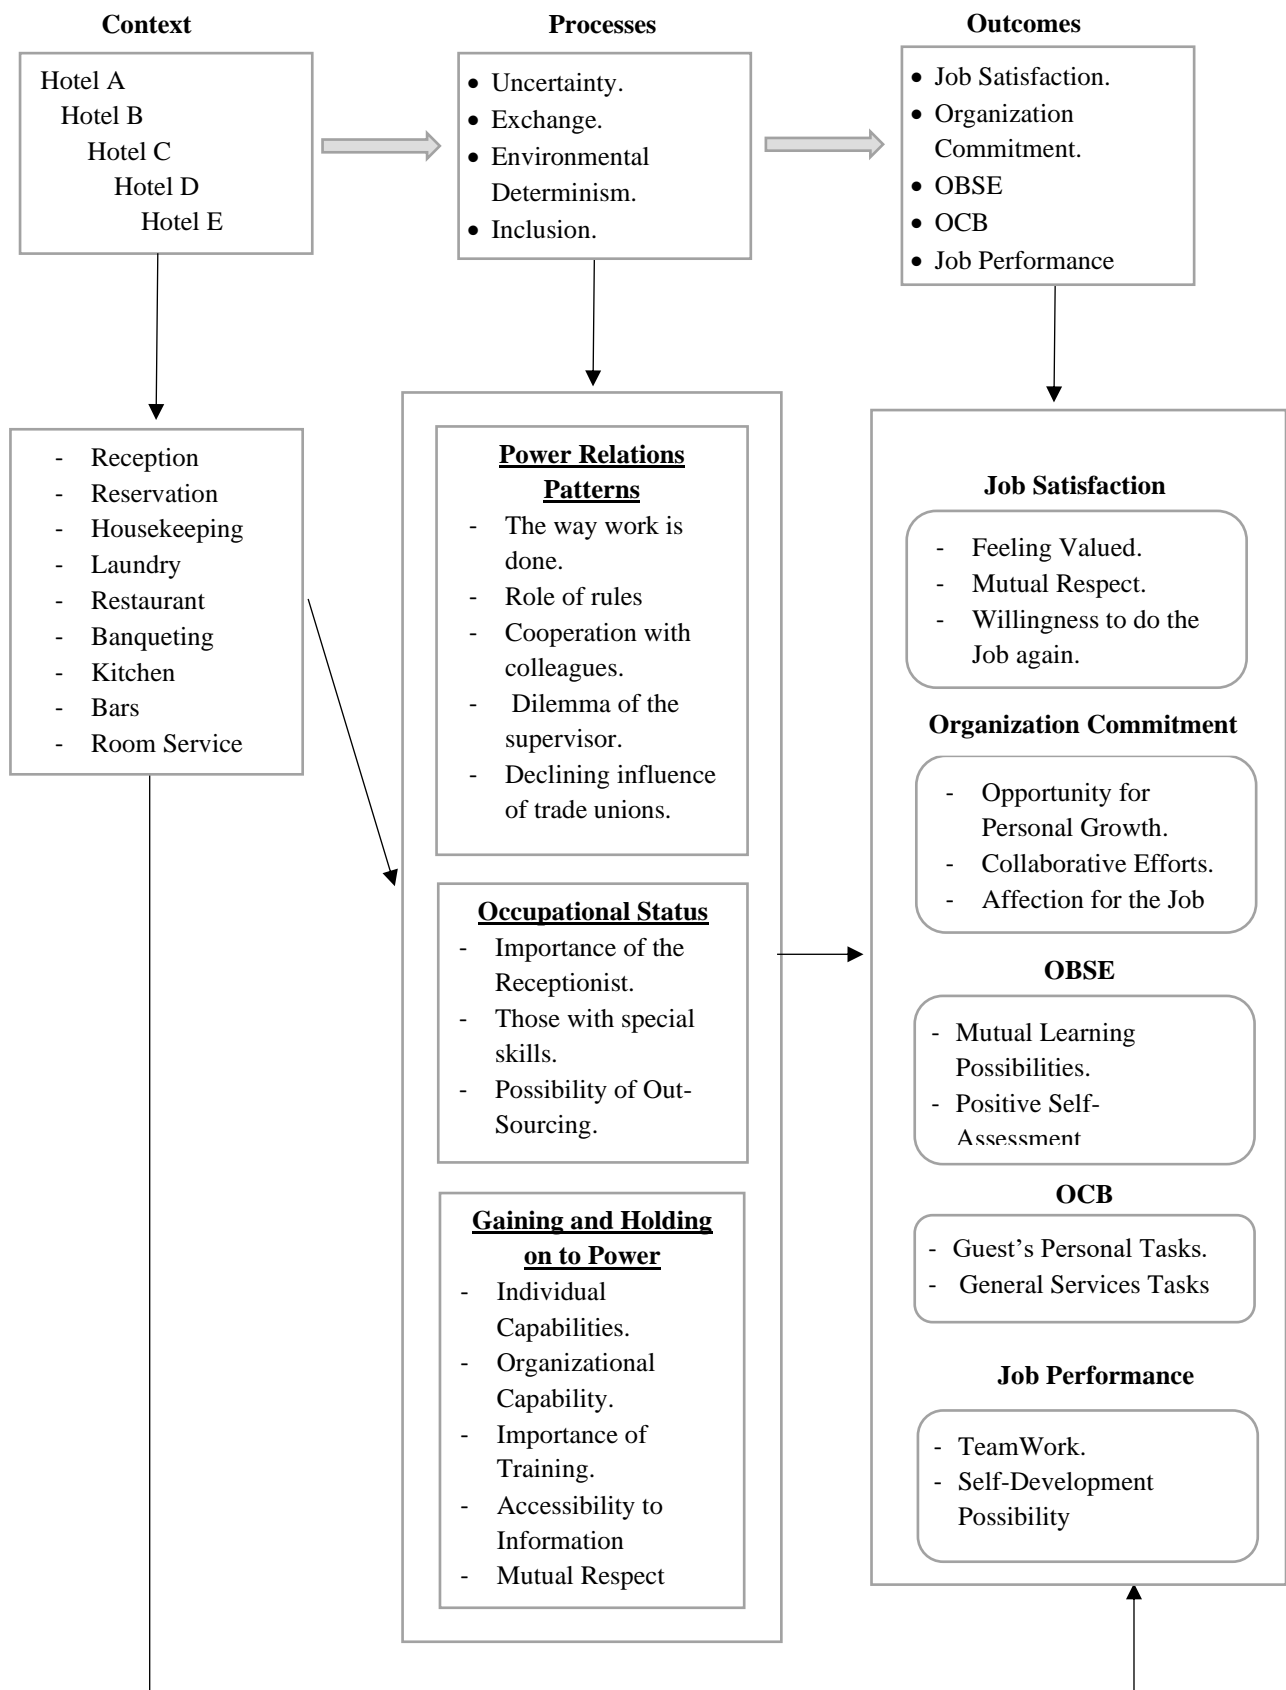 Context
Processes
Outcomes
Hotel A
Hotel B
Hotel C
Hotel D
Hotel E
• Uncertainty.
• Exchange.
• Environmental
Determinism.
• Inclusion.
• Job Satisfaction.
• Organization
Commitment.
• OBSE
• OCB
• Job Performance
- Reception
- Reservation
- Housekeeping
- Laundry
- Restaurant
- Banqueting
- Kitchen
- Bars
- Room Service
Power Relations
Patterns
- The way work is
done.
- Role of rules
- Cooperation with
colleagues.
- Dilemma of the
supervisor.
- Declining influence
of trade unions.
Occupational Status
- Importance of the
Receptionist.
- Those with special
skills.
- Possibility of Out-
Sourcing.
Gaining and Holding
on to Power
- Individual
Capabilities.
- Organizational
Capability.
- Importance of
Training.
- Accessibility to
Information
- Mutual Respect
Job Satisfaction
- Feeling Valued.
- Mutual Respect.
- Willingness to do the
Job again.
Organization Commitment
- Opportunity for
Personal Growth.
- Collaborative Efforts.
- Affection for the Job
OBSE
- Mutual Learning
Possibilities.
- Positive Self-
Assessment
OCB
- Guest’s Personal Tasks.
- General Services Tasks
Job Performance
- TeamWork.
- Self-Development
Possibility